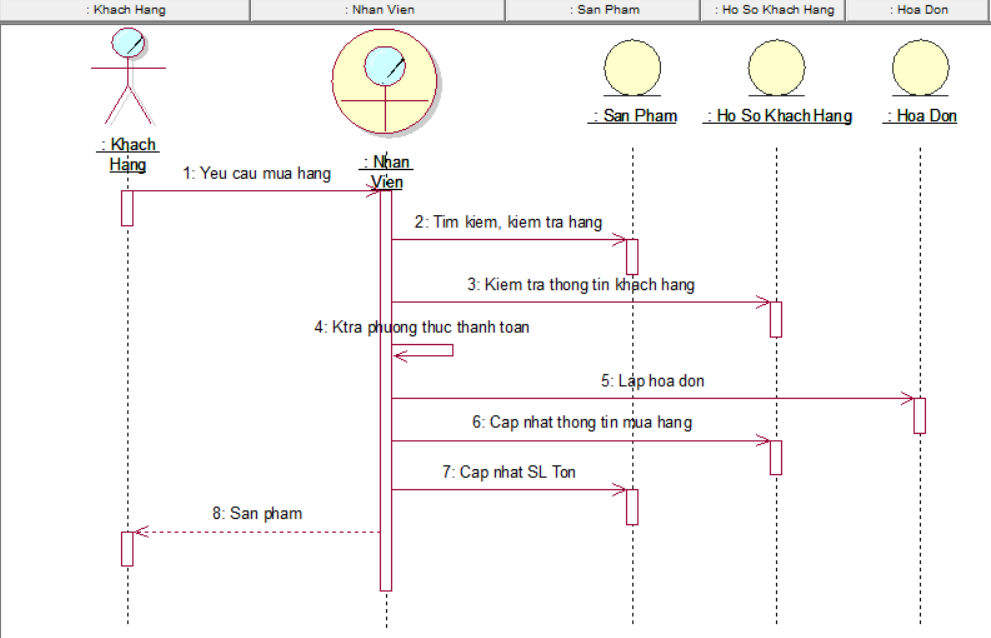 : Khach Hang
: Nhan Vien
: San Pham
: Ho So Khach Hang
: Hoa Don
: Khach
Hang
: Nhan
Vien
: San Pham
: Ho So Khach Hang
: Hoa Don
1: Yeu cau mua hang
2: Tim kiem, kiem tra hang
3: Kiem tra thong tin khach hang
4: Ktra phuong thuc thanh toan
5: Lap hoa don
6: Cap nhat thong tin mua hang
7: Cap nhat SL Ton
8: San pham